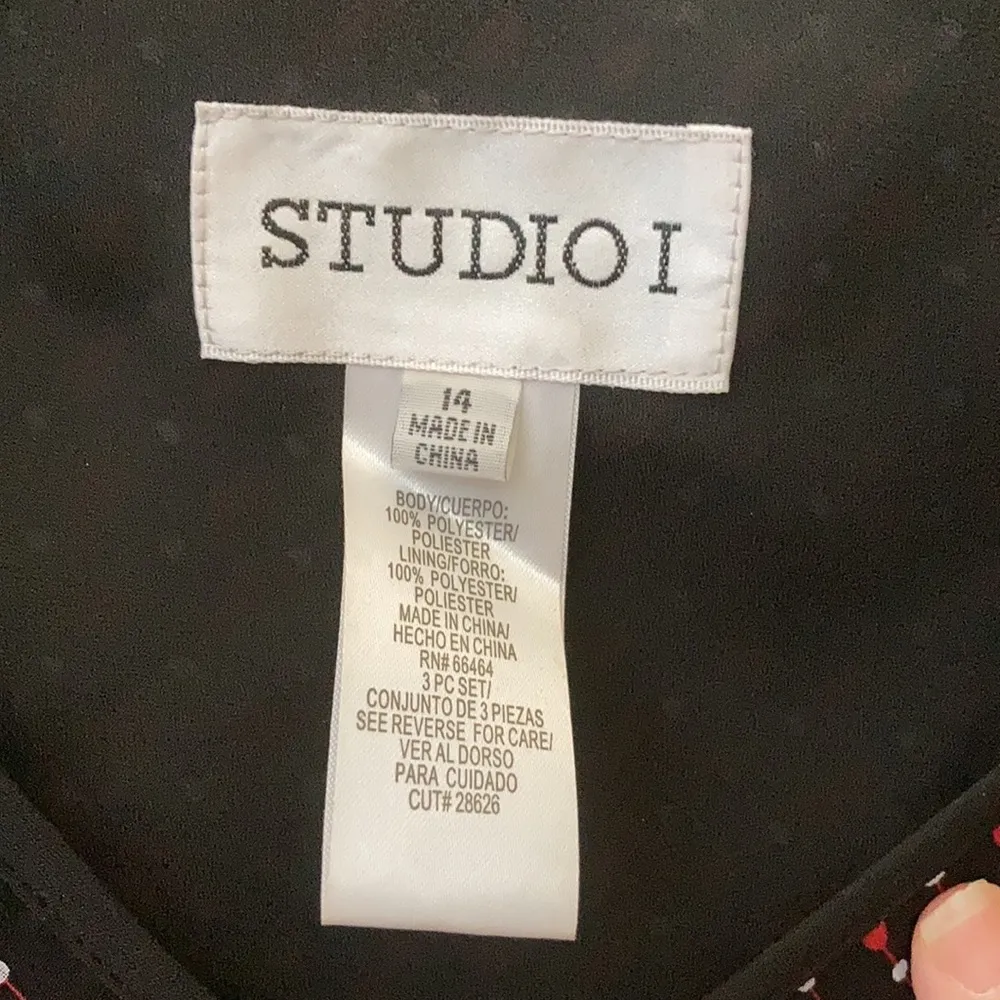 STUDIO I
14
MADE IN
CHINA
BODY/CUERPO:
100% POLYESTER/
POLIESTER
LINING/FORRO:
100% POLYESTER/
POLIESTER
MADE IN CHINA/
HECHO EN CHINA
RN# 66464
3 PC SET/
CONJUNTO DE 3 PIEZAS
SEE REVERSE FOR CARE/
VER AL DORSO
PARA CUIDADO
CUT# 28626